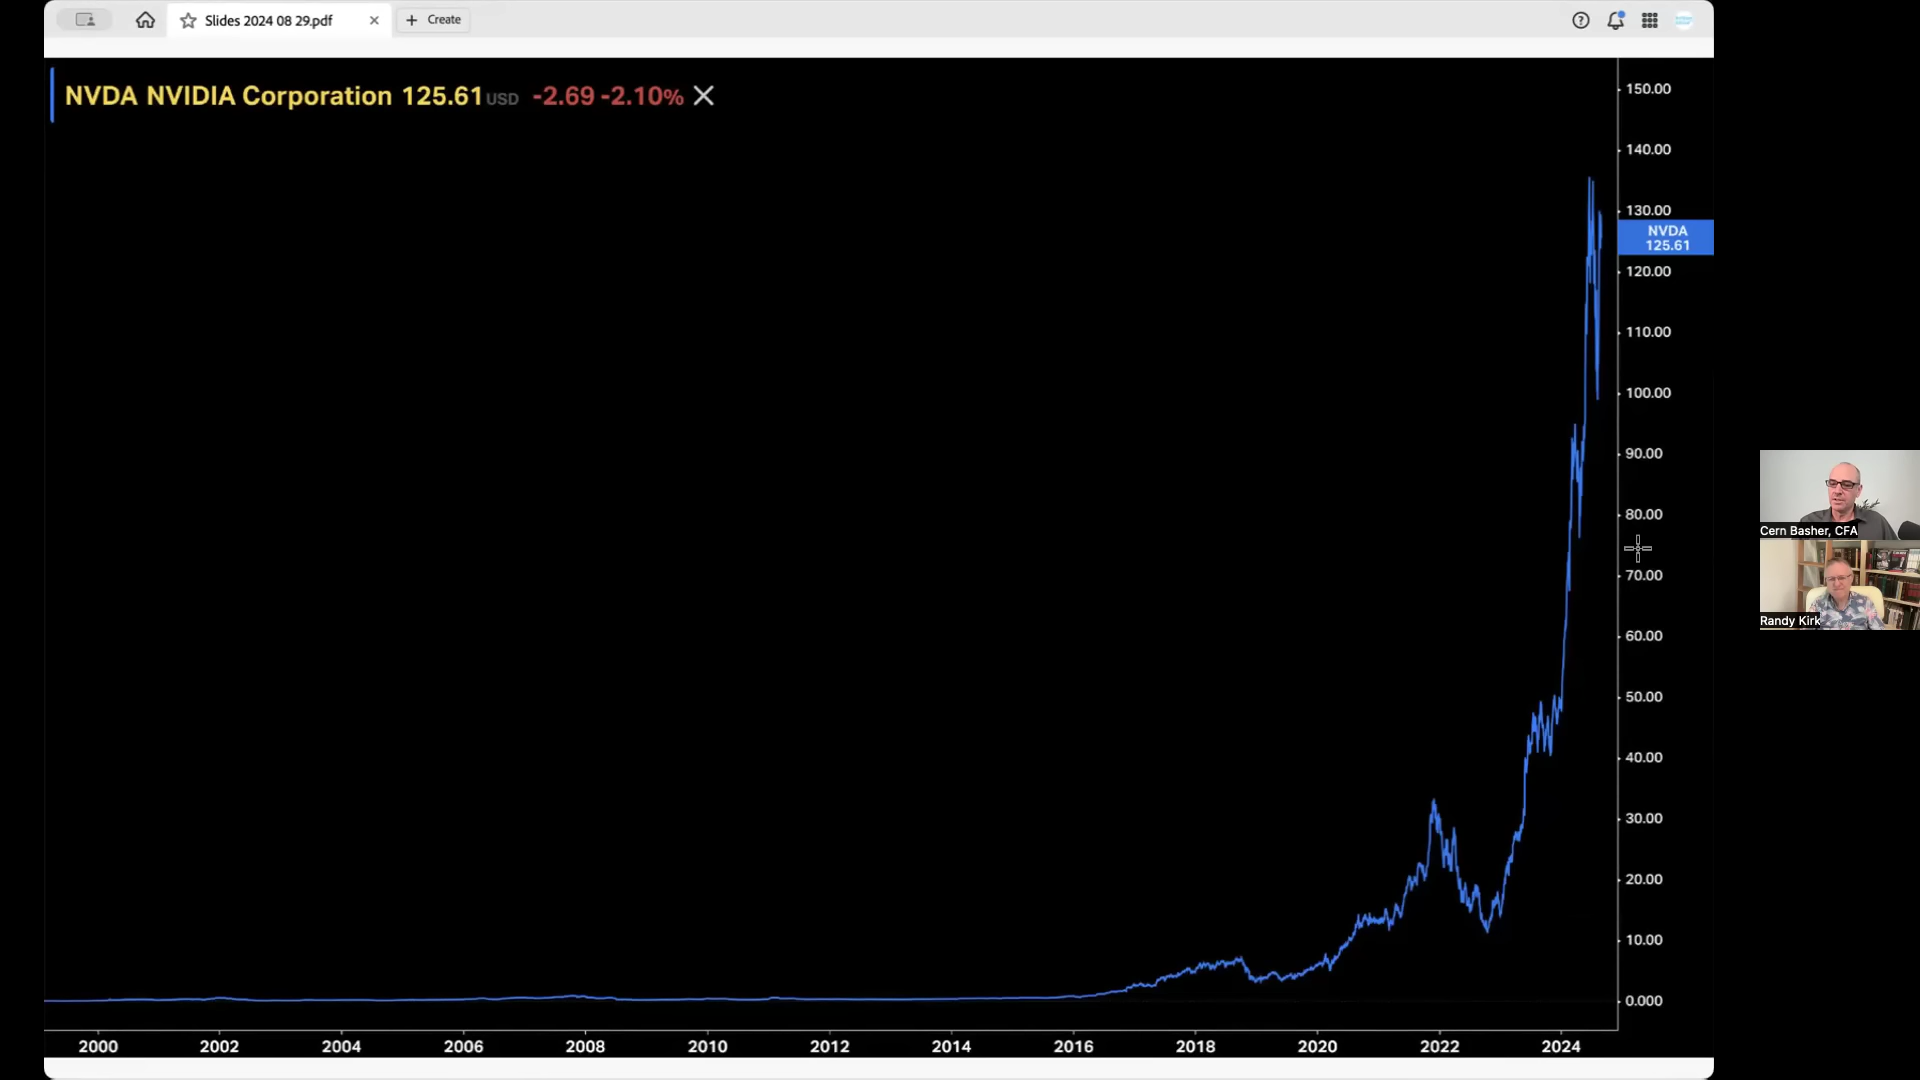 Slides 2024 08 29.pdf
Create
NVDA NVIDIA Corporation 125.61 USD -2.69 -2.10%
150.00
140.00
130.00
NVDA
125.61
120.00
110.00
100.00
90.00
80.00
70.00
60.00
50.00
40.00
30.00
20.00
10.00
0.000
2000 2002 2004 2006 2008 2010 2012 2014 2016 2018 2020 2022 2024
Cern Basher, CFA
Randy Kirk